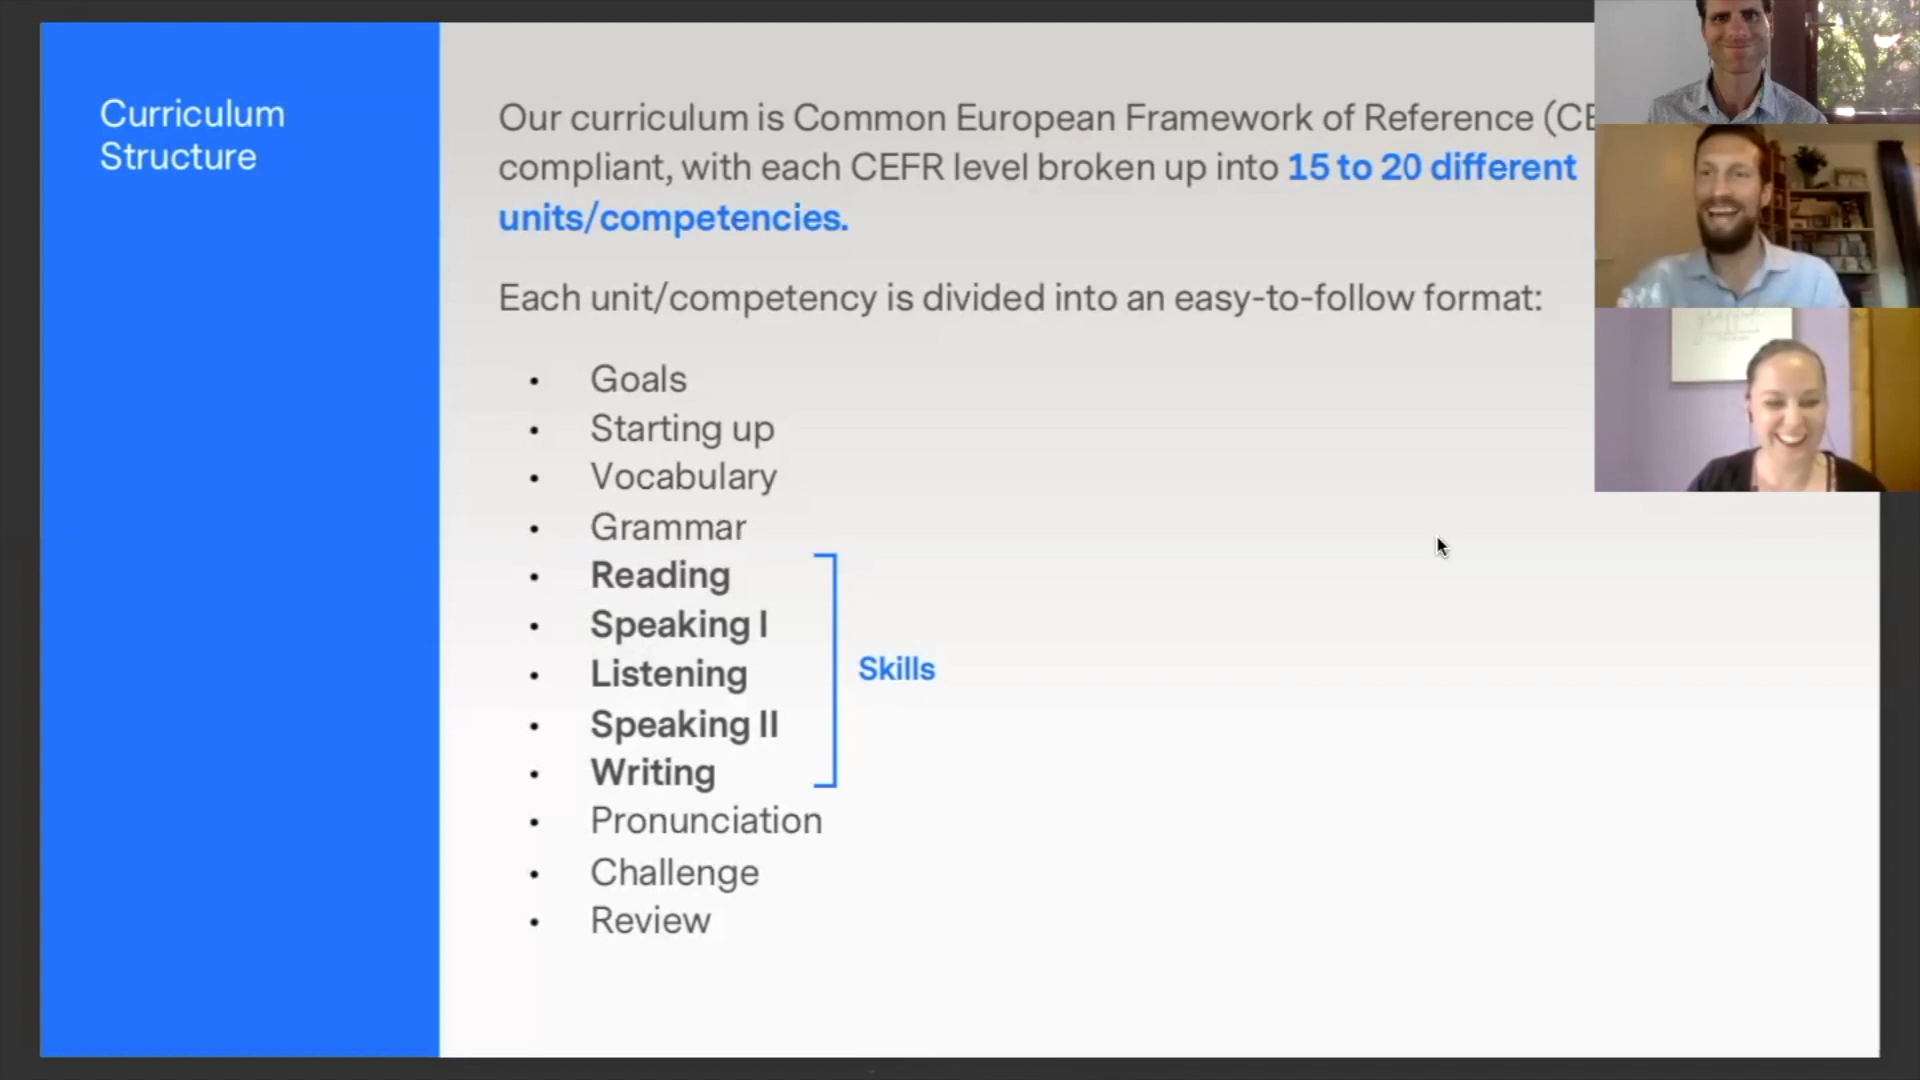 Curriculum
Structure
Our curriculum is Common European Framework of Reference
compliant, with each CEFR level broken up into 15 to 20 different
units/competencies.
Each unit/competency is divided into an easy-to-follow format:
• Goals
• Starting up
• Vocabulary
• Grammar
• Reading
• Speaking I
• Listening
• Speaking II
• Writing
Skills
• Pronunciation
• Challenge
• Review